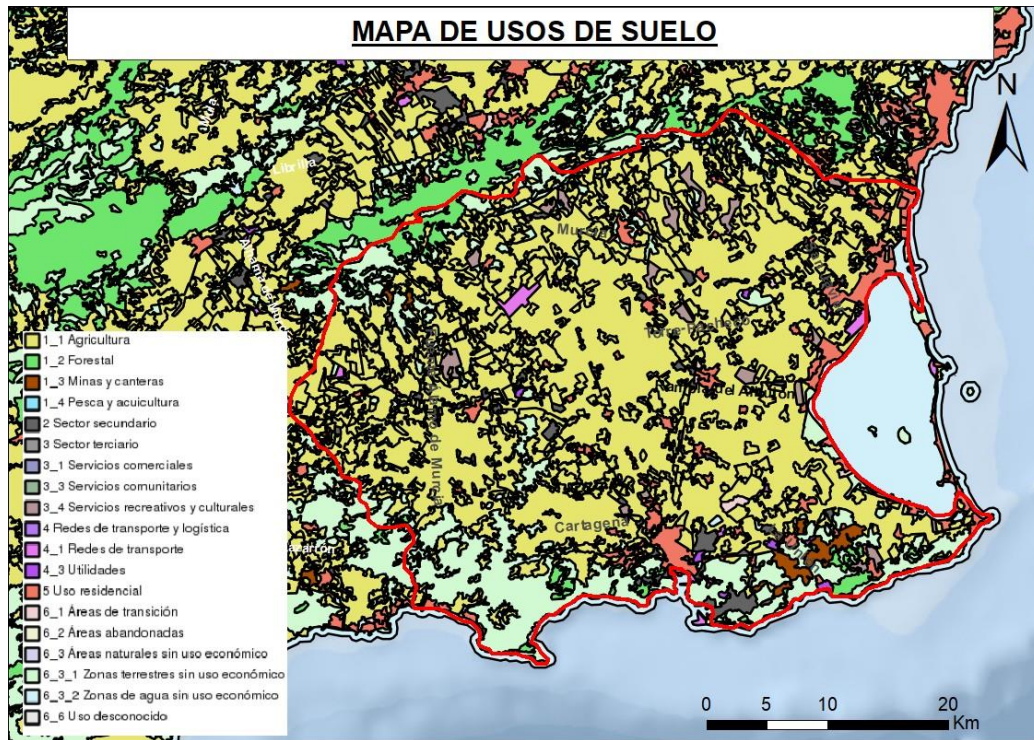 MAPA DE USOS DE SUELO
N
Librilla
Murcia
Rambla del Albujón
Cartagena
1_1 Agricultura
1_2 Forestal
1_3 Minas y canteras
1_4 Pesca y acuicultura
2 Sector secundario
3 Sector terciario
3_1 Servicios comerciales
3_3 Servicios comunitarios
3_4 Servicios recreativos y culturales
4 Redes de transporte y logística
4_1 Redes de transporte
4_3 Utilidades
5 Uso residencial
6_1 Áreas de transición
6_2 Áreas abandonadas
6_3 Áreas naturales sin uso económico
6_3_1 Zonas terrestres sin uso económico
6_3_2 Zonas de agua sin uso económico
6_6 Uso desconocido
0 5 10 20
Km